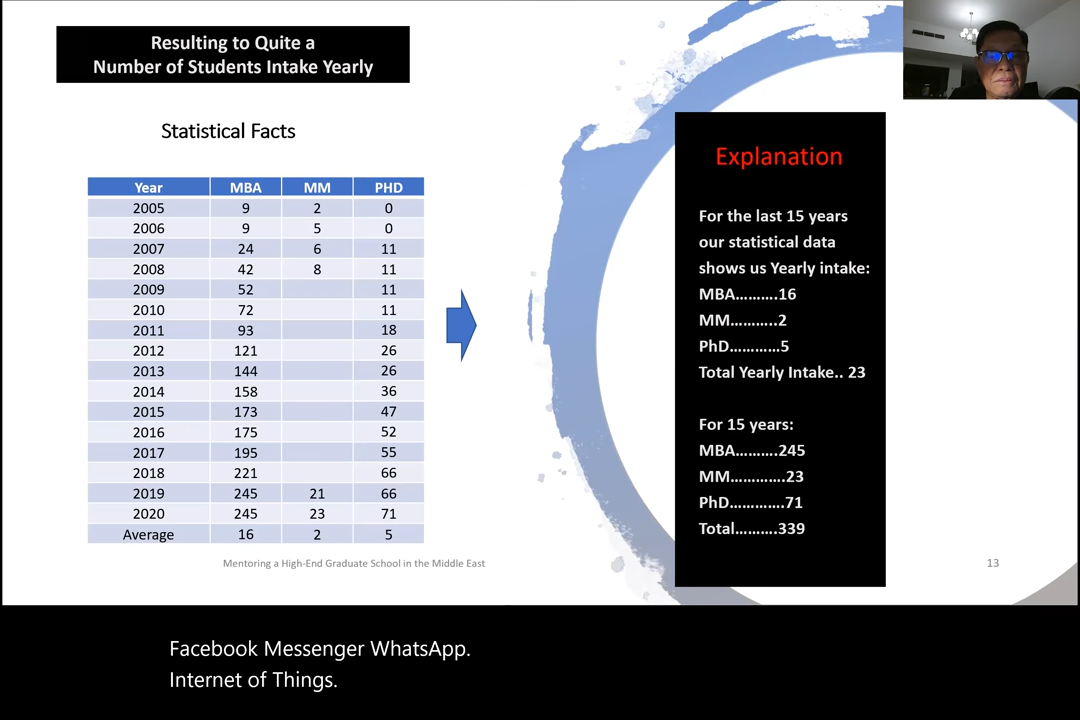 Resulting to Quite a
Number of Students Intake Yearly
Statistical Facts
Year MBA MM PHD
2005 9 2 0
2006 9 5 0
2007 24 6 11
2008 42 8 11
2009 52 11
2010 72 11
2011 93 18
2012 121 26
2013 144 26
2014 158 36
2015 173 47
2016 175 52
2017 195 55
2018 221 66
2019 245 21 66
2020 245 23 71
Average 16 2 5
Explanation
For the last 15 years
our statistical data
shows us Yearly intake:
MBA……….16
MM………..2
PhD…………5
Total Yearly Intake.. 23
For 15 years:
MBA……….245
MM………….23
PhD………….71
Total……….339
Mentoring a High-End Graduate School in the Middle East
13
Facebook Messenger WhatsApp.
Internet of Things.